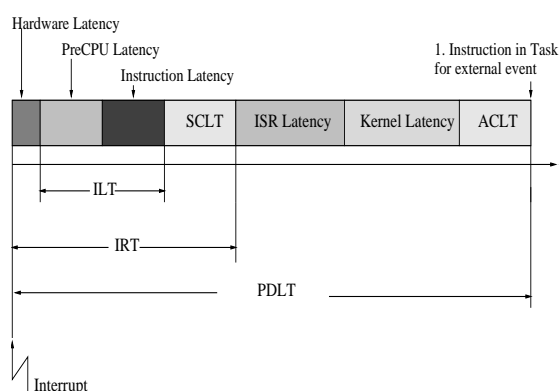 Hardware Latency
PreCPU Latency
Instruction Latency
1. Instruction in Task
for external event
SCLT
ISR Latency
Kernel Latency
ACLT
ILT
IRT
PDLT
Interrupt